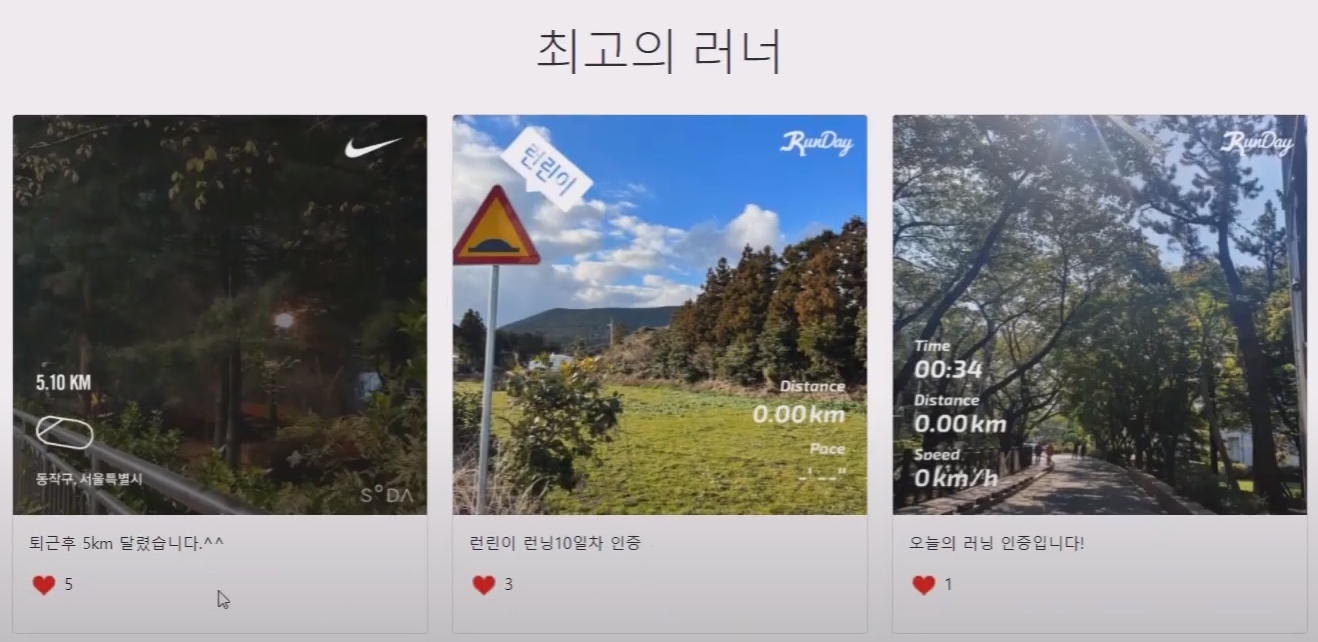 최고의 러너
5.10 KM
동작구, 서울특별시
S°DA
런린이
RunDay
Distance
0.00 km
Pace
-'--"
RunDay
Time
00:34
Distance
0.00 km
Speed
0 km/h
퇴근후 5km 달렸습니다.^^
5
런린이 런닝10일차 인증
3
오늘의 러닝 인증입니다!
1